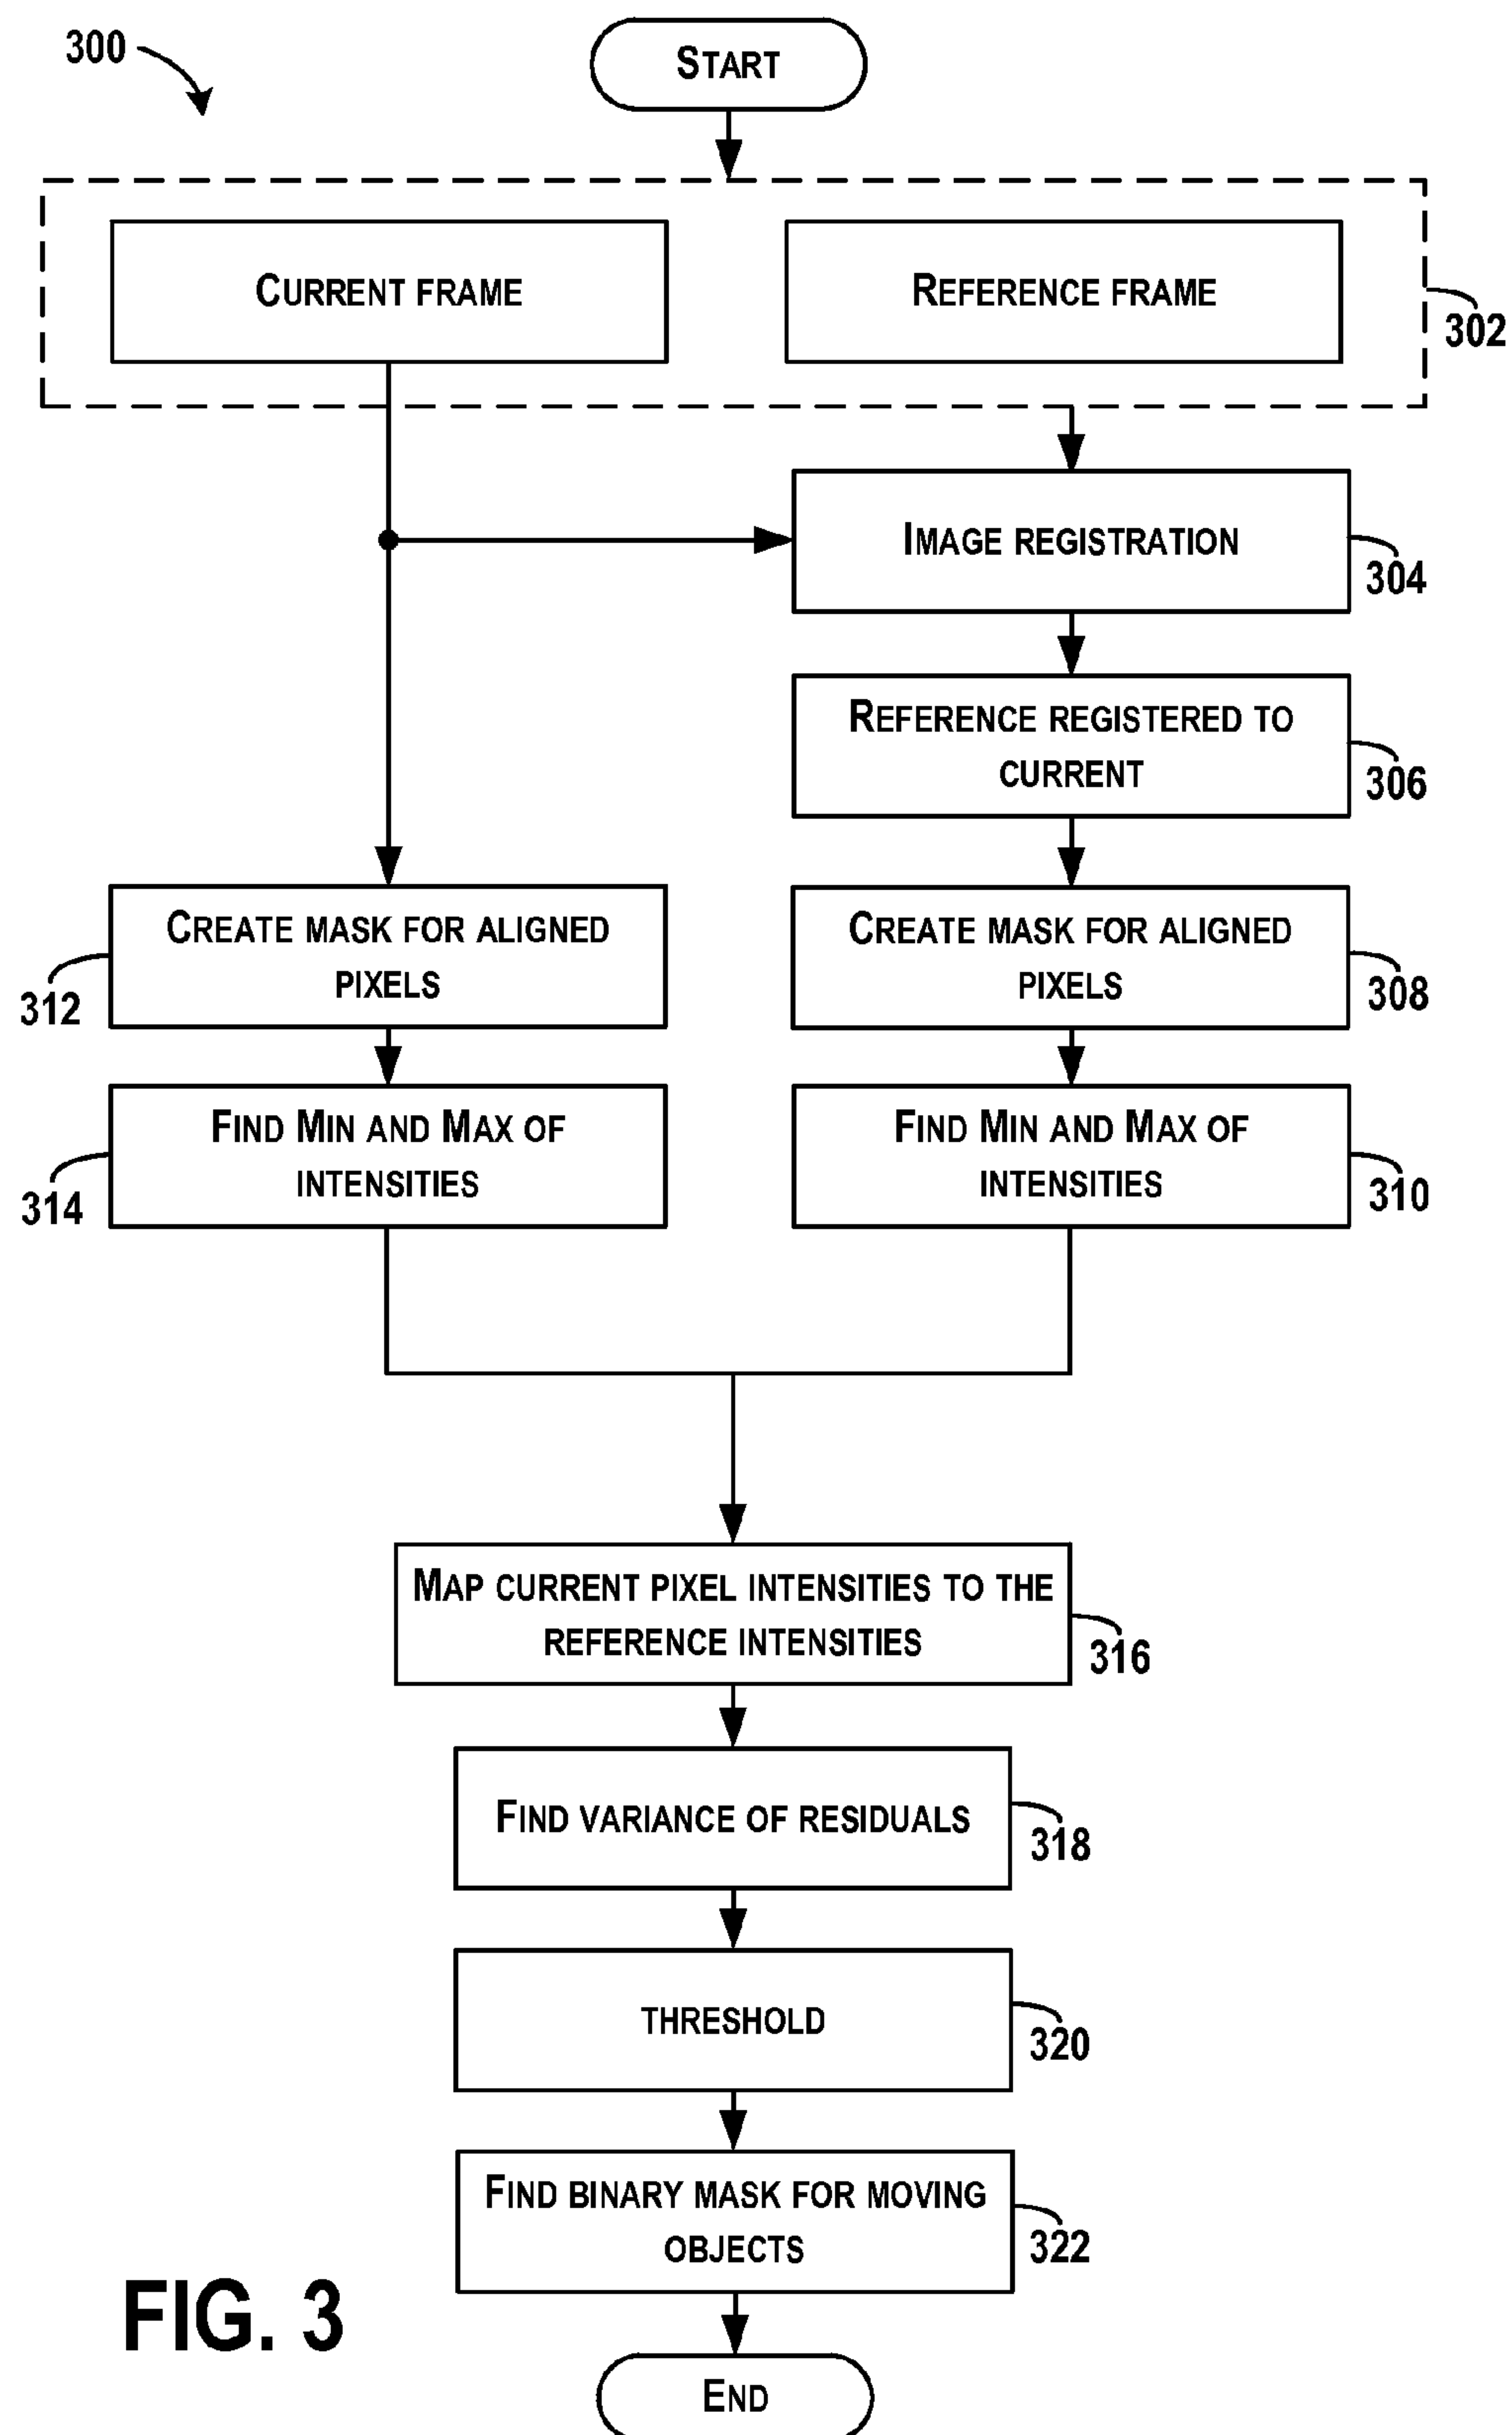 300
START
CURRENT FRAME
REFERENCE FRAME
302
IMAGE REGISTRATION
304
REFERENCE REGISTERED TO
CURRENT
306
CREATE MASK FOR ALIGNED
PIXELS
312
CREATE MASK FOR ALIGNED
PIXELS
308
FIND MIN AND MAX OF
INTENSITIES
314
FIND MIN AND MAX OF
INTENSITIES
310
MAP CURRENT PIXEL INTENSITIES TO THE
REFERENCE INTENSITIES
316
FIND VARIANCE OF RESIDUALS
318
THRESHOLD
320
FIND BINARY MASK FOR MOVING
OBJECTS
322
FIG. 3
END